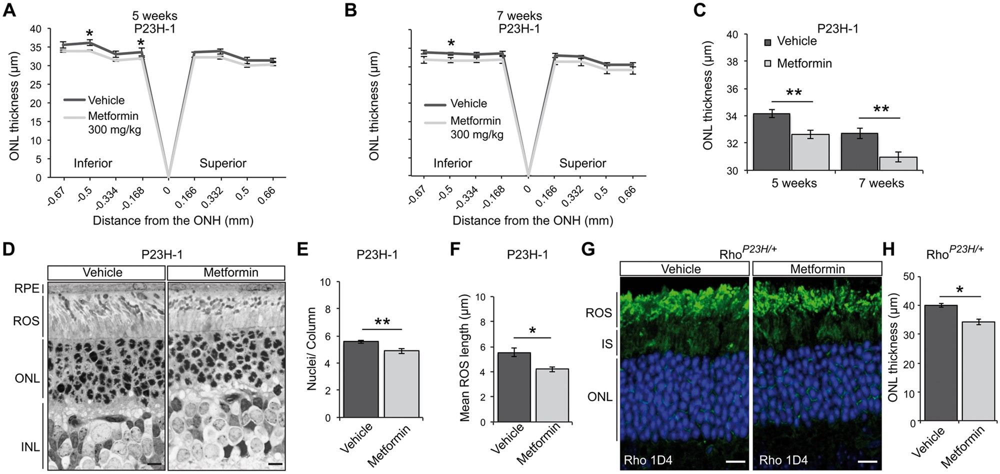 A
5 weeks
P23H-1
40
35
30
25
20
15
10
5
0
ONL thickness (µm)
*
*
Vehicle
Metformin
300 mg/kg
Inferior
Superior
-0.67
-0.5
-0.334
-0.168
0
0.166
0.332
0.5
0.66
Distance from the ONH (mm)
B
7 weeks
P23H-1
ONL thickness (µm)
*
Vehicle
Metformin
300 mg/kg
Inferior
Superior
-0.67
-0.5
-0.334
-0.168
0
0.166
0.332
0.5
0.66
Distance from the ONH (mm)
C
P23H-1
Vehicle
Metformin
40
38
36
34
32
30
ONL thickness (µm)
**
**
5 weeks
7 weeks
D
P23H-1
Vehicle
Metformin
RPE
ROS
ONL
INL
E
P23H-1
10
8
6
4
2
0
Nuclei/ Column
**
Vehicle
Metformin
F
P23H-1
10
8
6
4
2
0
Mean ROS length (µm)
*
Vehicle
Metformin
G
Rho P23H/+
Vehicle
Metformin
ROS
IS
ONL
Rho 1D4
Rho 1D4
H
Rho P23H/+
50
40
30
20
10
0
ONL thickness (µm)
*
Vehicle
Metformin